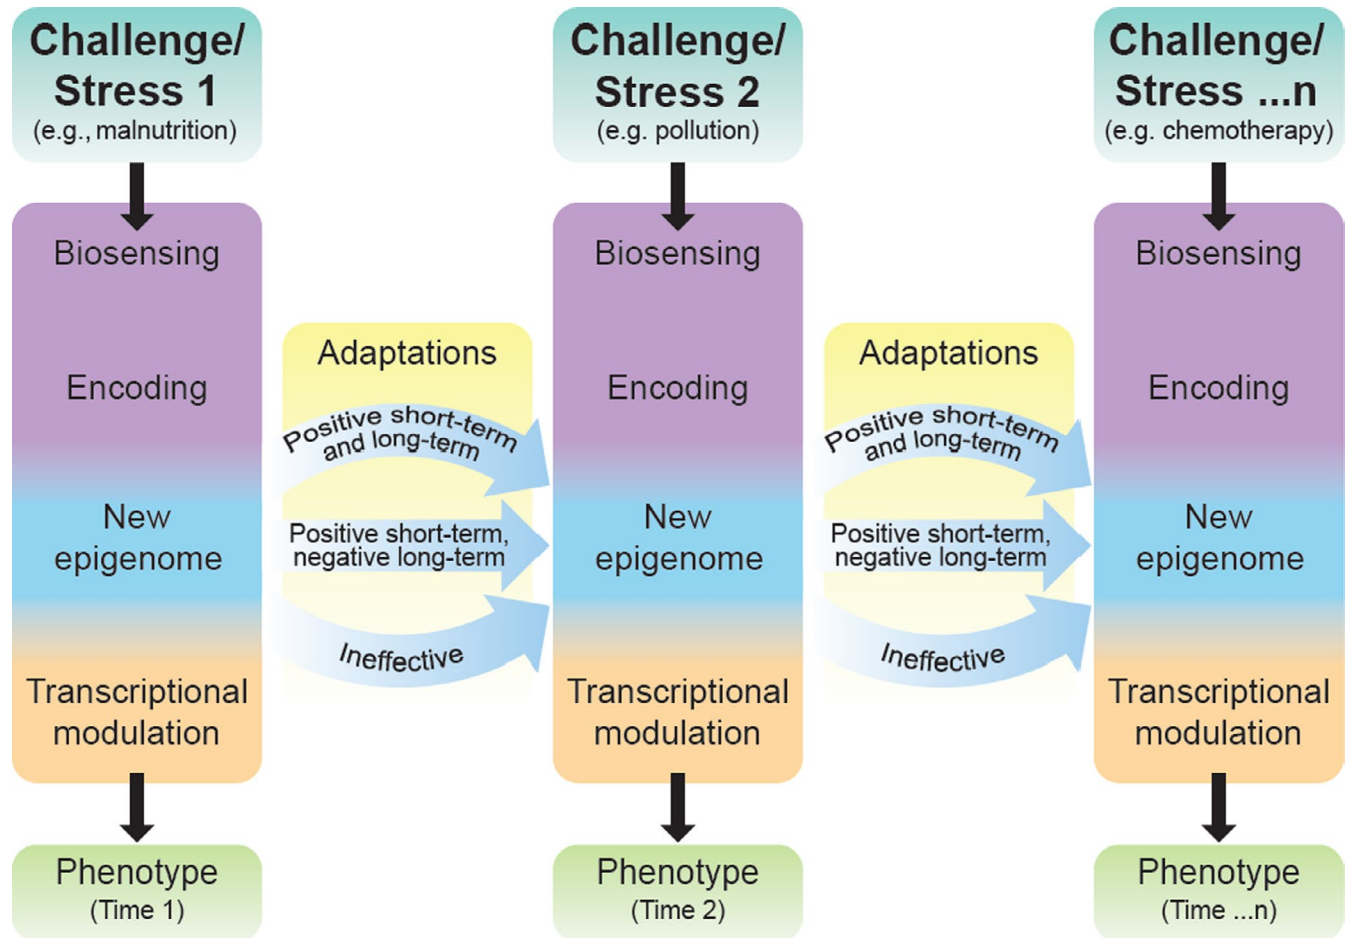 Challenge/
Stress 1
(e.g., malnutrition)
Biosensing
Encoding
New
epigenome
Transcriptional
modulation
Phenotype
(Time 1)
Adaptations
Positive short-term
and long-term
Positive short-term,
negative long-term
Ineffective
Challenge/
Stress 2
(e.g. pollution)
Biosensing
Encoding
New
epigenome
Transcriptional
modulation
Phenotype
(Time 2)
Adaptations
Positive short-term
and long-term
Positive short-term,
negative long-term
Ineffective
Challenge/
Stress ...n
(e.g. chemotherapy)
Biosensing
Encoding
New
epigenome
Transcriptional
modulation
Phenotype
(Time ...n)